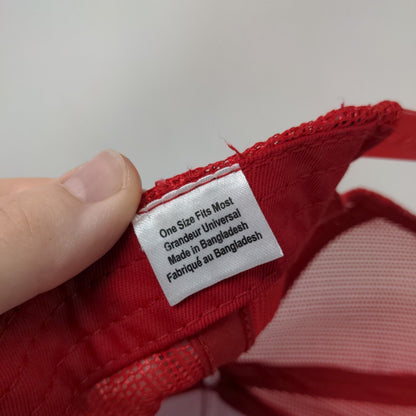 One Size Fits Most
Grandeur Universal
Made in Bangladesh
Fabriqué au Bangladesh